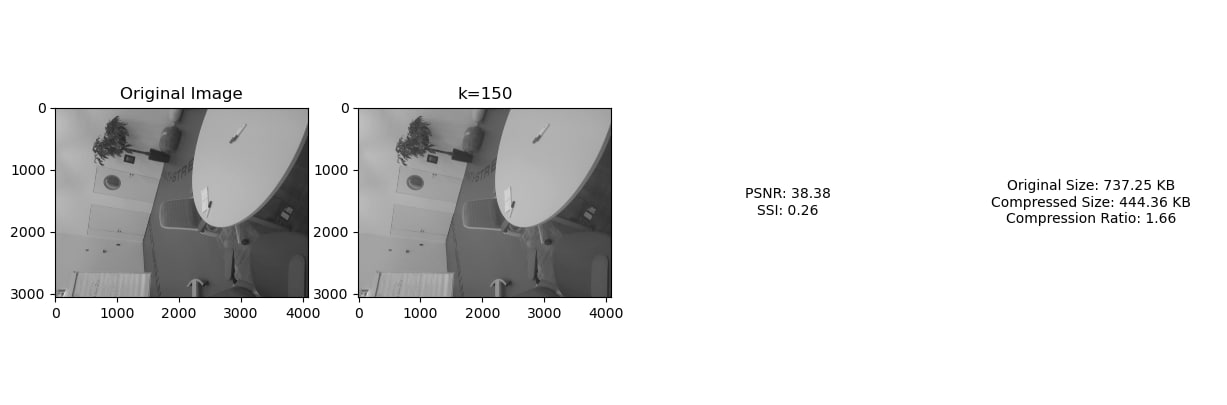 Original Image
k=150
0
1000
2000
3000
0
1000
2000
3000
4000
0
1000
2000
3000
0
1000
2000
3000
4000
PSNR: 38.38
SSI: 0.26
Original Size: 737.25 KB
Compressed Size: 444.36 KB
Compression Ratio: 1.66